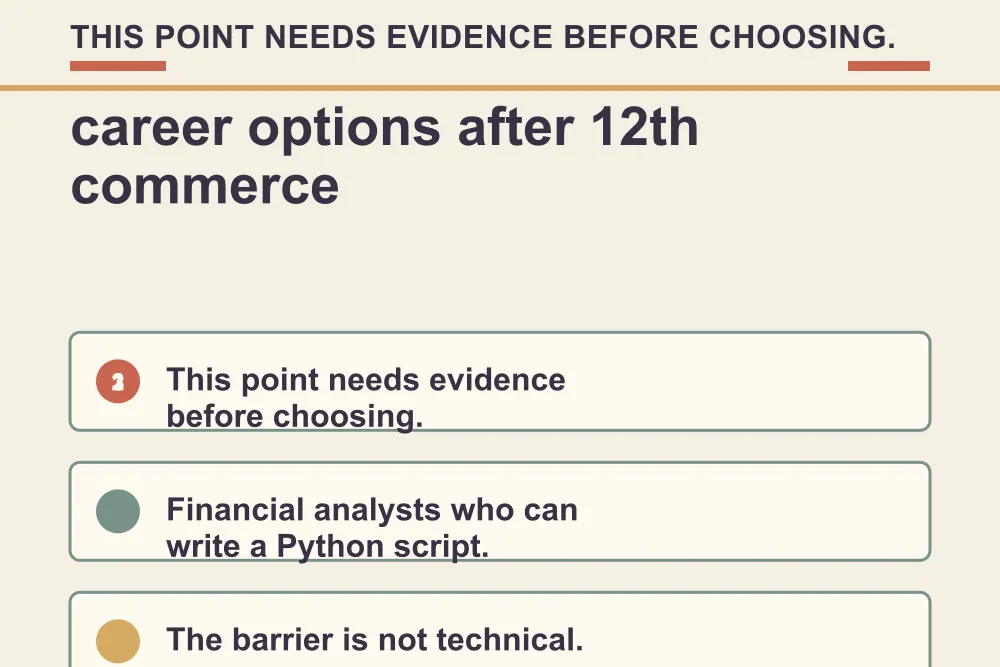 THIS POINT NEEDS EVIDENCE BEFORE CHOOSING.
career options after 12th
commerce
This point needs evidence
before choosing.
Financial analysts who can
write a Python script.
The barrier is not technical.